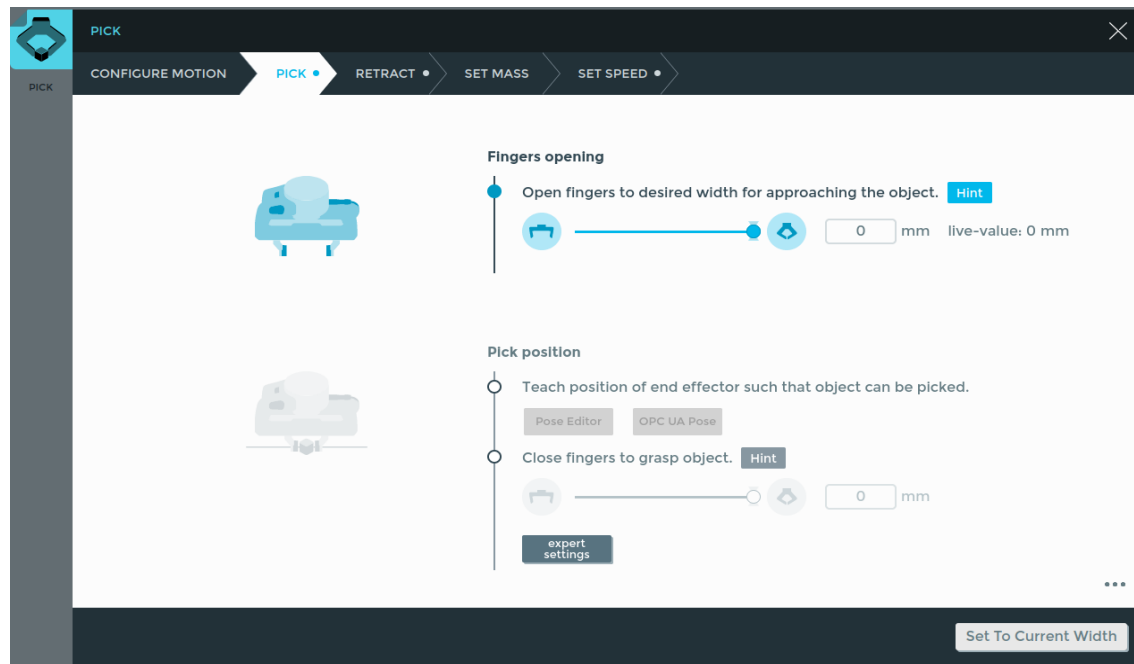 PICK
PICK
CONFIGURE MOTION PICK RETRACT SET MASS SET SPEED
Fingers opening
Open fingers to desired width for approaching the object. Hint
0 mm live-value: 0 mm
Pick position
Teach position of end effector such that object can be picked.
Pose Editor OPC UA Pose
Close fingers to grasp object. Hint
0 mm
expert
settings
Set To Current Width